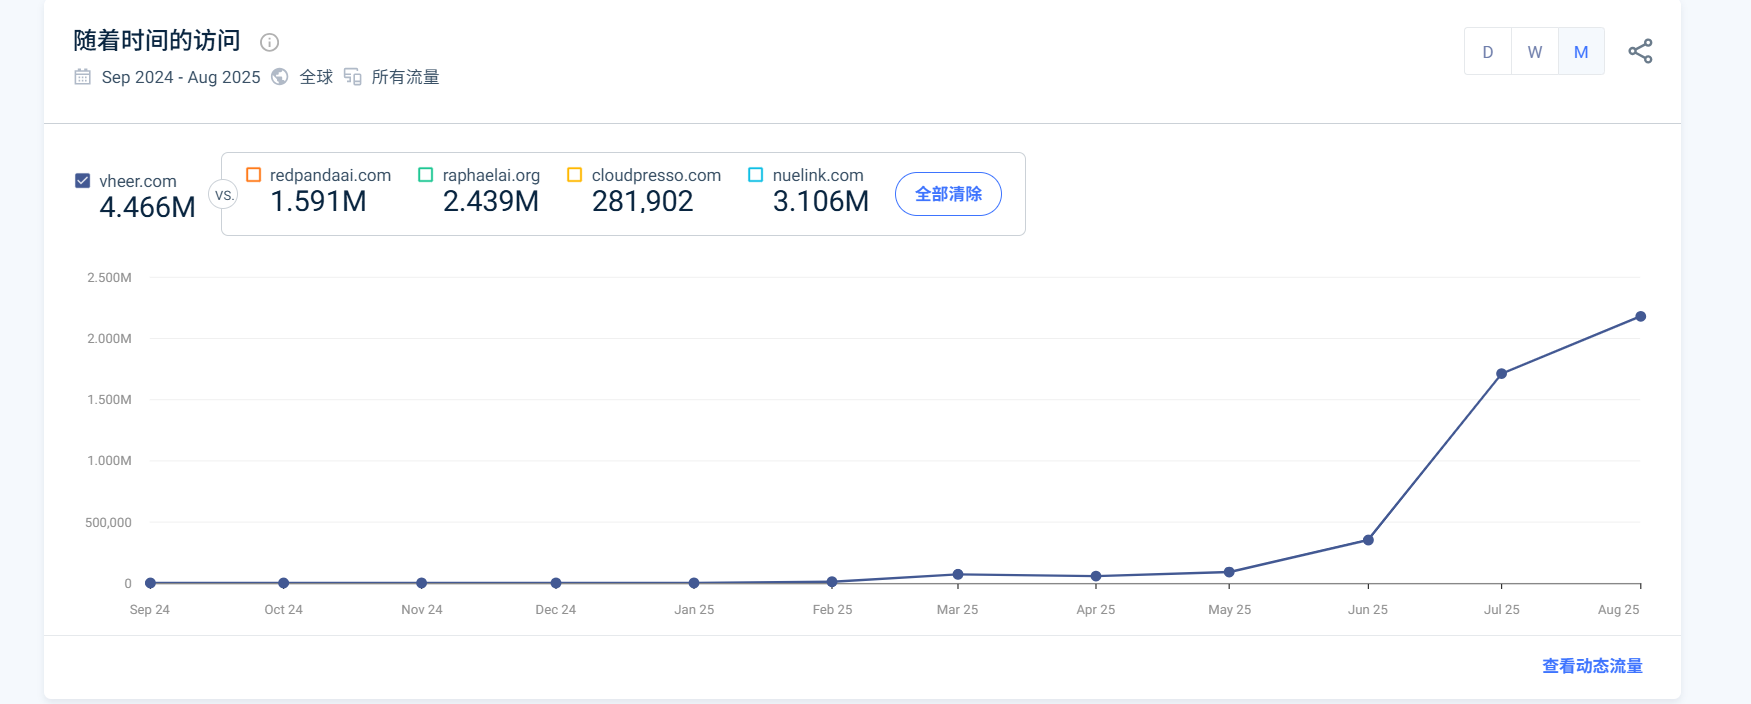 随着时间的访问
Sep 2024 - Aug 2025 全球 所有流量
D W M
vheer.com
4.466M
VS.
redpandaai.com
1.591M
raphaelai.org
2.439M
cloudpresso.com
281,902
nuelink.com
3.106M
全部清除
2.500M
2.000M
1.500M
1.000M
500,000
0
Sep 24 Oct 24 Nov 24 Dec 24 Jan 25 Feb 25 Mar 25 Apr 25 May 25 Jun 25 Jul 25 Aug 25
查看动态流量